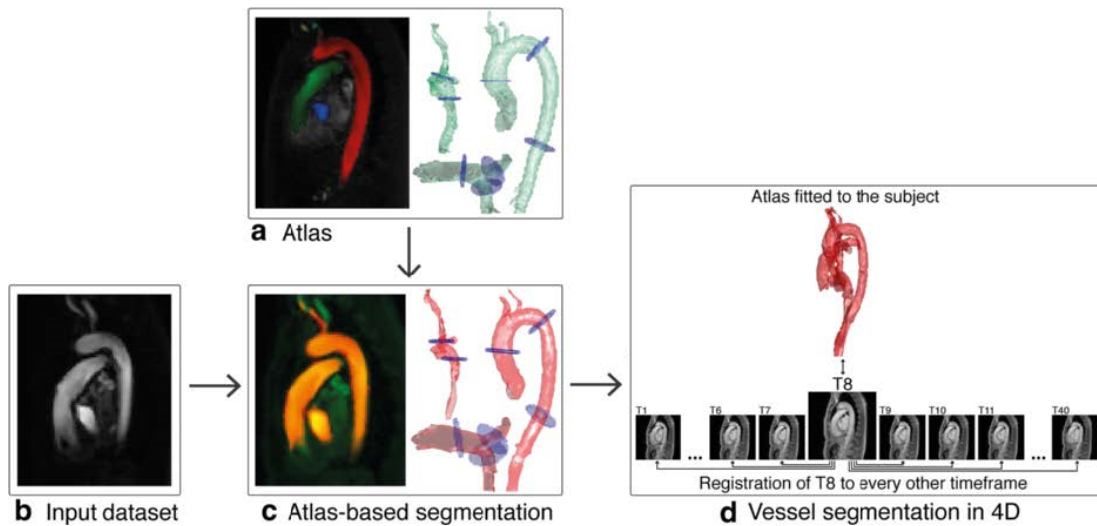 a Atlas
Atlas fitted to the subject
T8
T1
T6
T7
T9
T10
T11
T40
...
...
Registration of T8 to every other timeframe
b Input dataset
c Atlas-based segmentation
d Vessel segmentation in 4D